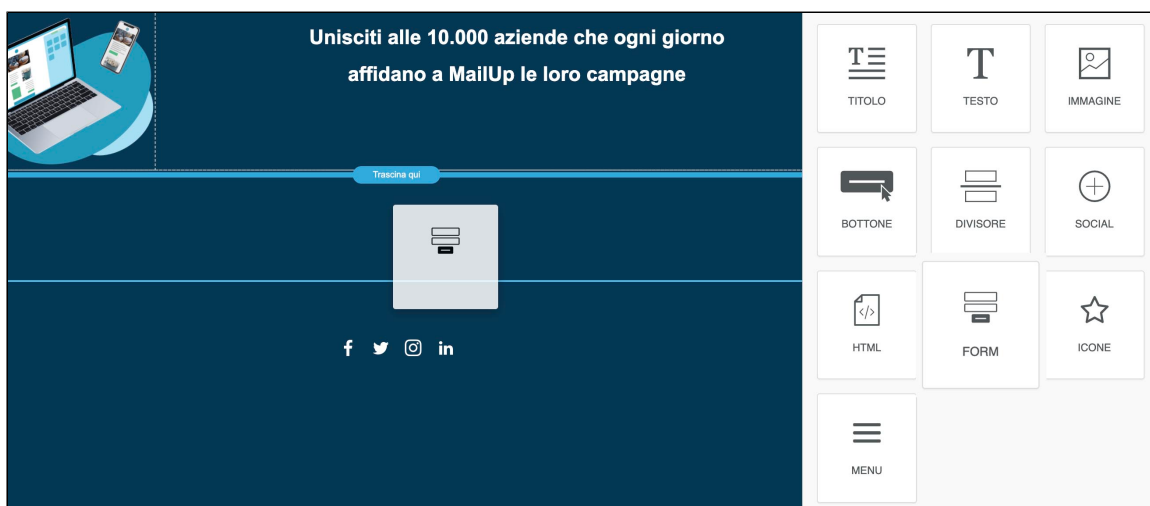 Unisciti alle 10.000 aziende che ogni giorno
affidano a MailUp le loro campagne
Trascina qui
TITOLO
TESTO
IMMAGINE
BOTTONE
DIVISORE
SOCIAL
HTML
FORM
ICONE
MENU